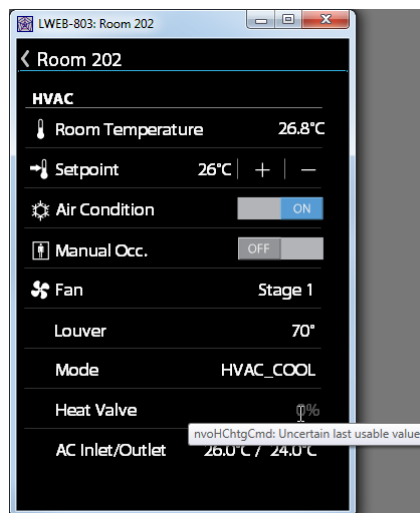 LWEB-803: Room 202
Room 202
HVAC
Room Temperature 26.8°C
Setpoint 26°C + −
Air Condition ON
Manual Occ. OFF
Fan Stage 1
Louver 70°
Mode HVAC_COOL
Heat Valve 0%
nvoHChtgCmd: Uncertain last usable value
AC Inlet/Outlet 26.0°C / 24.0°C